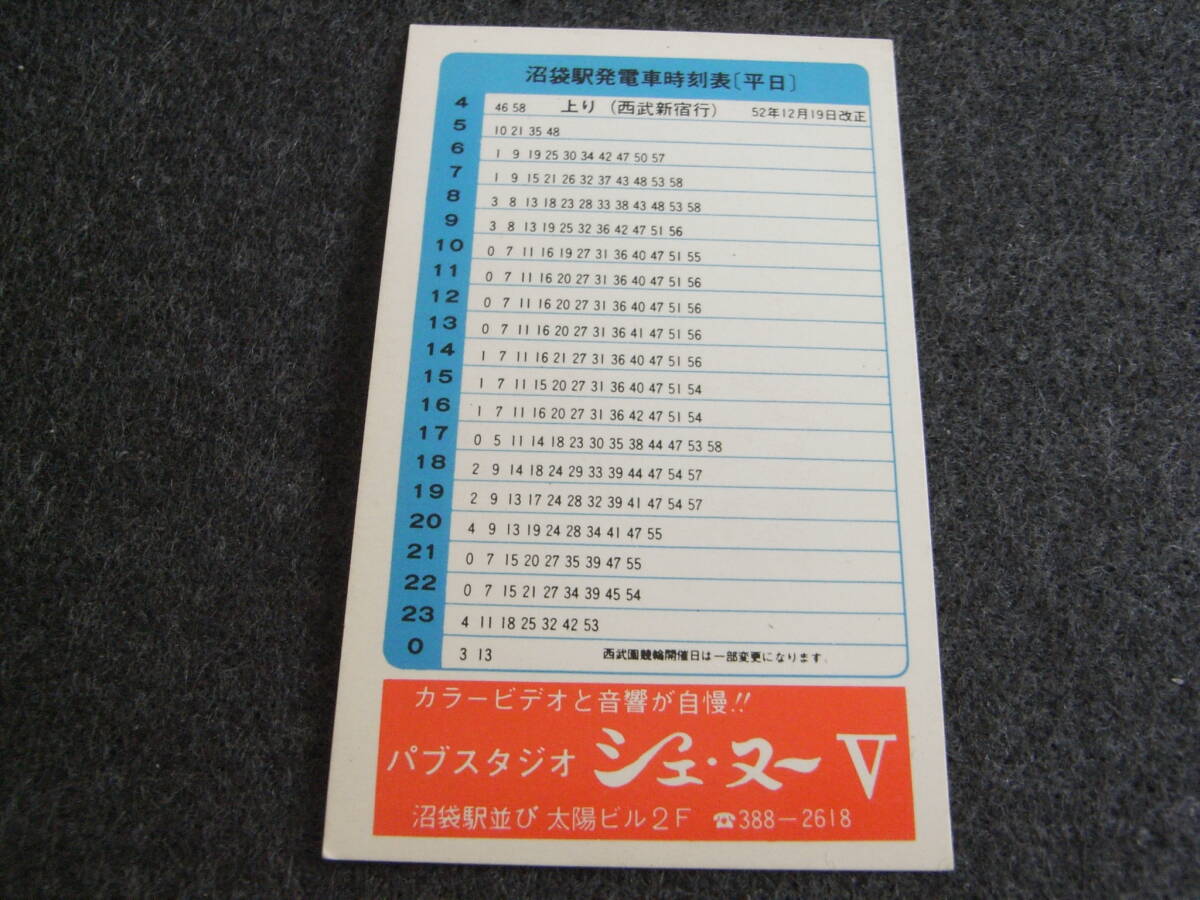 沼袋駅発電車時刻表〔平日〕
4 46 58 上り（西武新宿行） 52年12月19日改正
5 10 21 35 48
6 1 9 19 25 30 34 42 47 50 57
7 1 9 15 21 26 32 37 43 48 53 58
8 3 8 13 18 23 28 33 38 43 48 53 58
9 3 8 13 19 25 32 36 42 47 51 56
10 0 7 11 16 19 27 31 36 40 47 51 55
11 0 7 11 16 20 27 31 36 40 47 51 56
12 0 7 11 16 20 27 31 36 40 47 51 56
13 0 7 11 16 20 27 31 36 41 47 51 56
14 1 7 11 16 21 27 31 36 40 47 51 56
15 1 7 11 15 20 27 31 36 40 47 51 54
16 1 7 11 16 20 27 31 36 42 47 51 54
17 0 5 11 14 18 23 30 35 38 44 47 53 58
18 2 9 14 18 24 29 33 39 44 47 54 57
19 2 9 13 17 24 28 32 39 41 47 54 57
20 4 9 13 19 24 28 34 41 47 55
21 0 7 15 20 27 35 39 47 55
22 0 7 15 21 27 34 39 45 54
23 4 11 18 25 32 42 53
0 3 13 西武園競輪開催日は一部変更になります.
カラービデオと音響が自慢!!
パブスタジオ シェ・ヌー V
沼袋駅並び 太陽ビル2F ☎388-2618